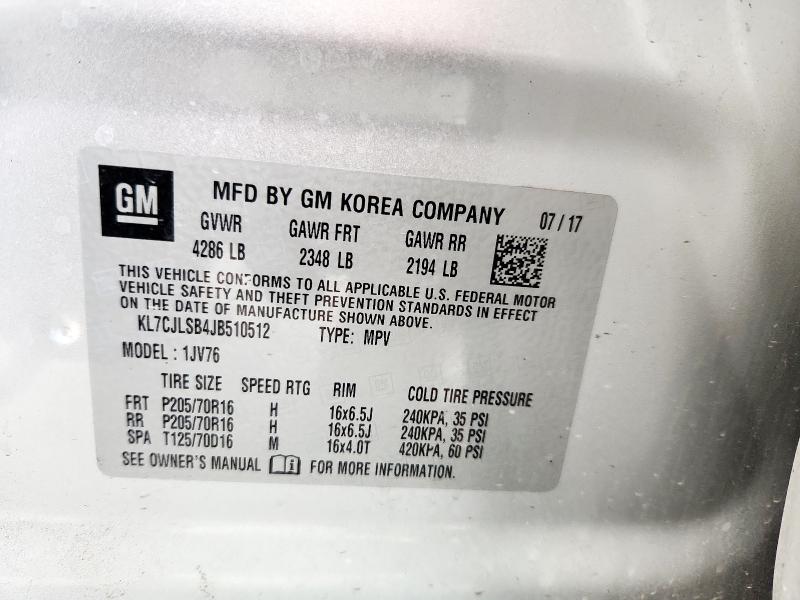 GM
MFD BY GM KOREA COMPANY 07 / 17
GVWR GAWR FRT GAWR RR
4286 LB 2348 LB 2194 LB
THIS VEHICLE CONFORMS TO ALL APPLICABLE U.S. FEDERAL MOTOR
VEHICLE SAFETY AND THEFT PREVENTION STANDARDS IN EFFECT
ON THE DATE OF MANUFACTURE SHOWN ABOVE.
KL7CJLSB4JB510512 TYPE: MPV
MODEL : 1JV76
TIRE SIZE SPEED RTG RIM COLD TIRE PRESSURE
FRT P205/70R16 H 16x6.5J 240KPA, 35 PSI
RR P205/70R16 H 16x6.5J 240KPA, 35 PSI
SPA T125/70D16 M 16x4.0T 420KPA, 60 PSI
SEE OWNER'S MANUAL i FOR MORE INFORMATION.